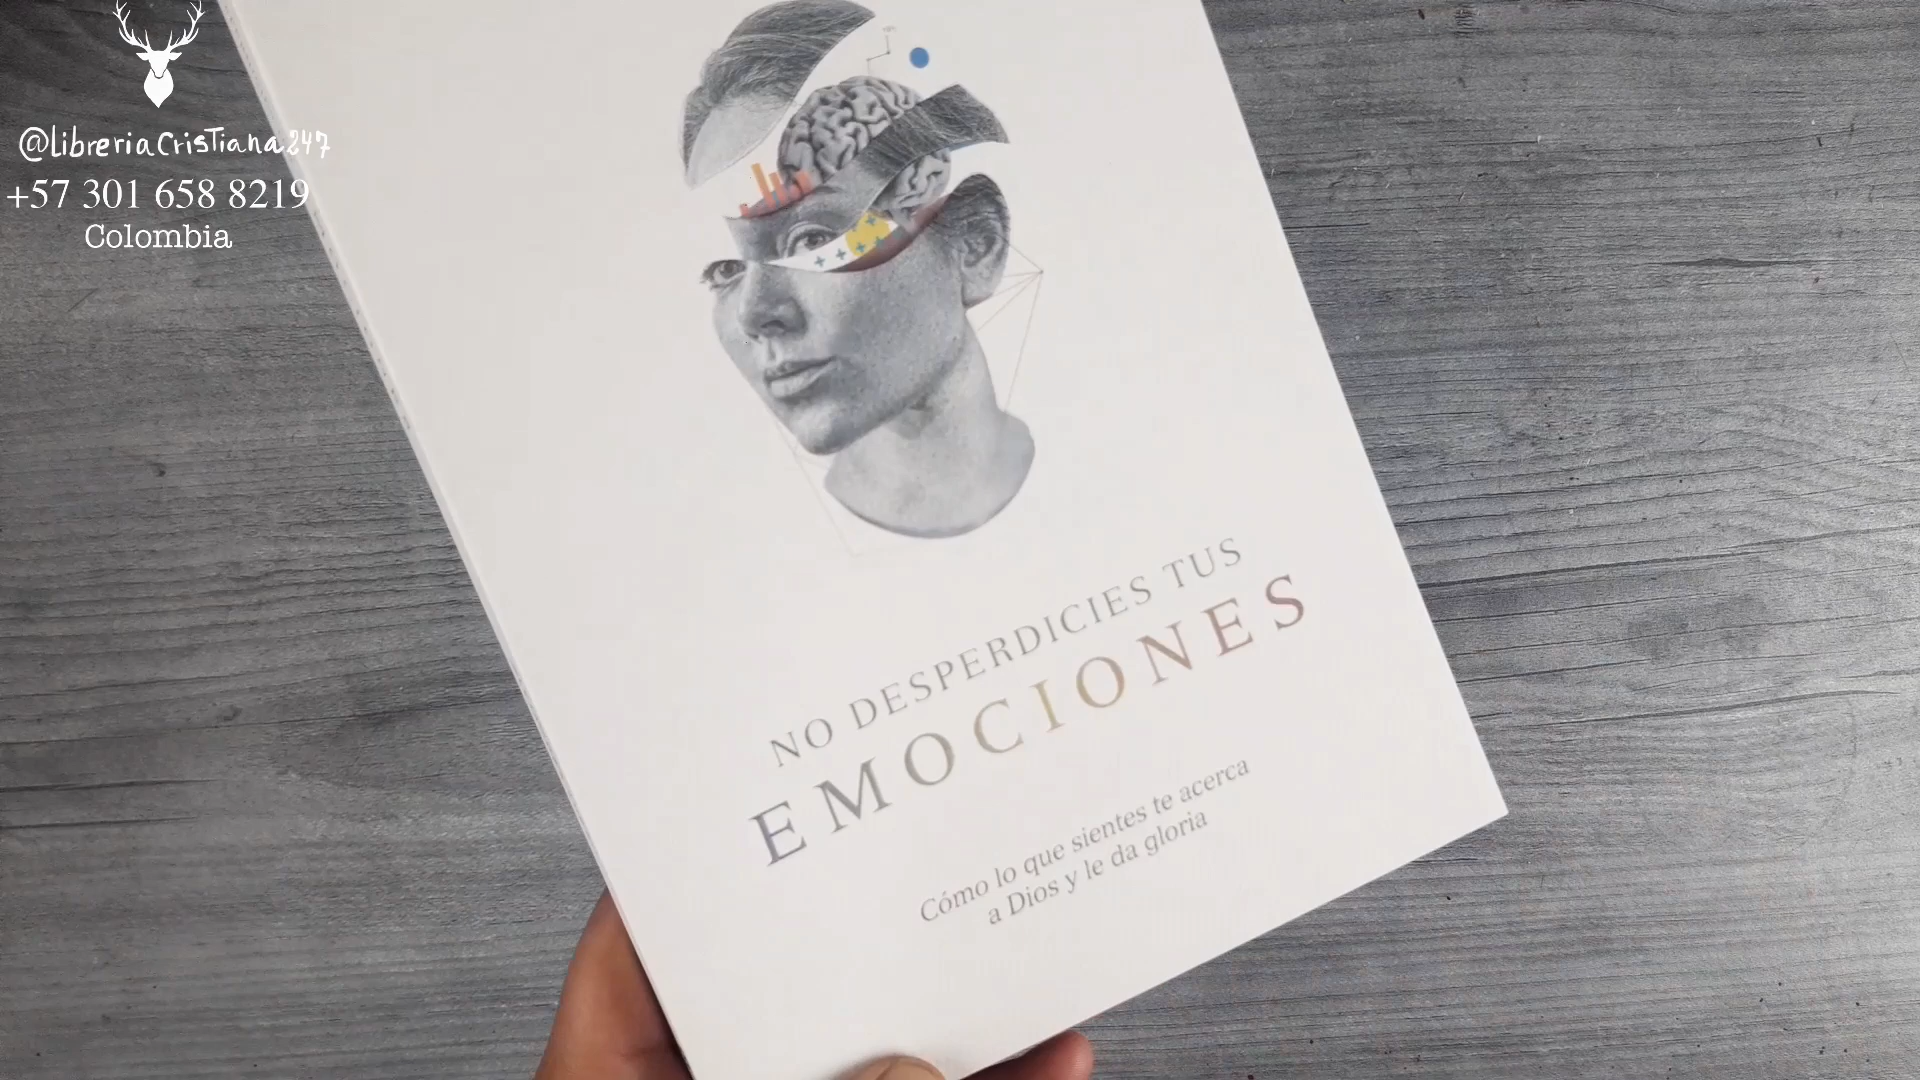 @libreriaCristiana247
+57 301 658 8219
Colombia
NO DESPERDICIES TUS
EMOCIONES
Cómo lo que sientes te acerca
a Dios y le da gloria